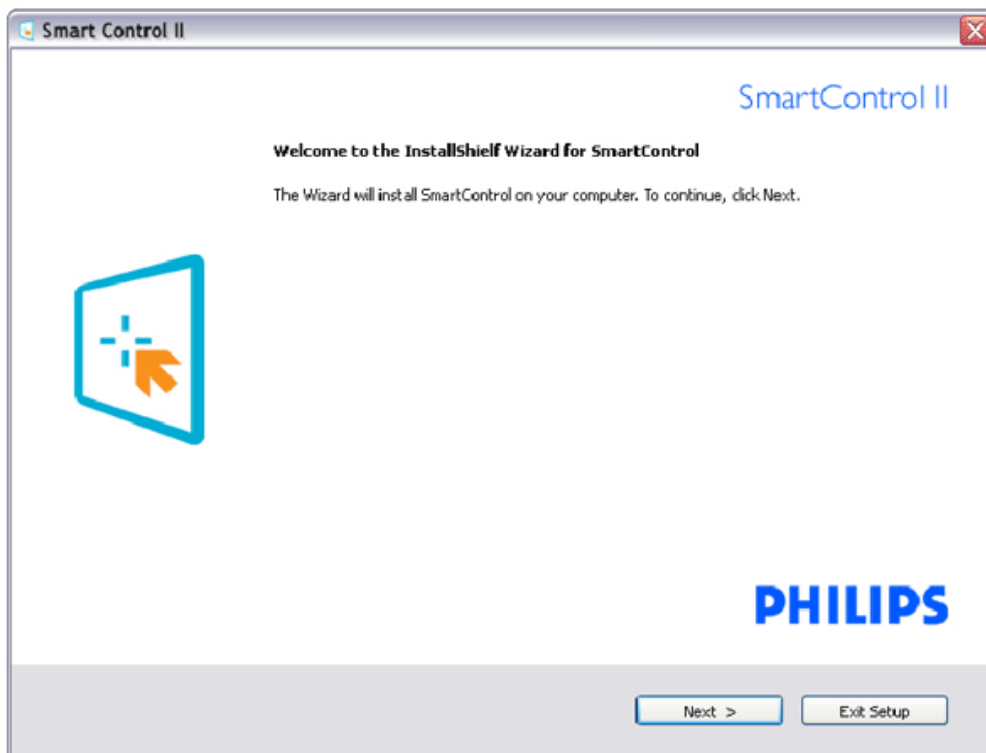 Smart Control II
SmartControl II
Welcome to the InstallShielf Wizard for SmartControl
The Wizard will install SmartControl on your computer. To continue, click Next.
PHILIPS
Next >
Exit Setup